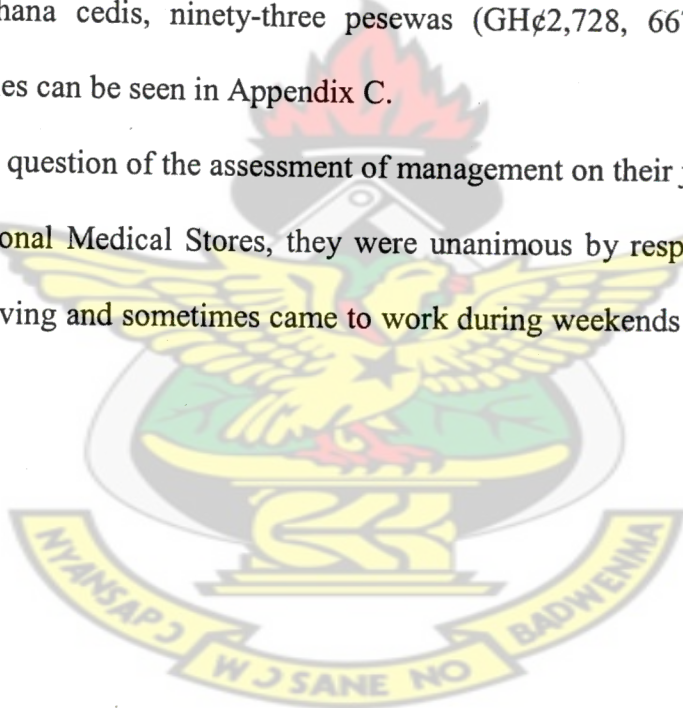 hana cedis, ninety-three pesewas (GH¢2,728, 66
es can be seen in Appendix C.
question of the assessment of management on their
onal Medical Stores, they were unanimous by resp
ving and sometimes came to work during weekends
NYANSAPƆ
WƆ SANE NO
BADWENMA